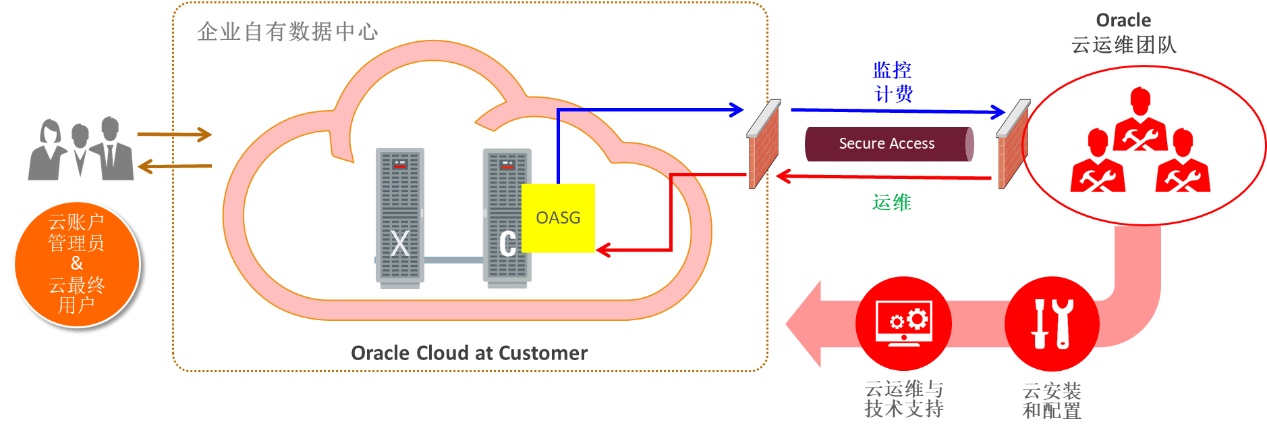 企业自有数据中心
Oracle
云运维团队
监控
计费
Secure Access
运维
OASG
X
C
云账户
管理员
&
云最终
用户
Oracle Cloud at Customer
云运维与
技术支持
云安装
和配置